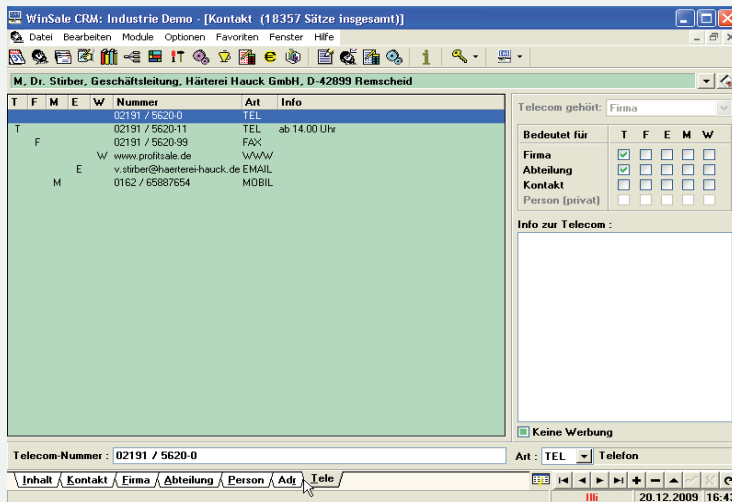 WinSale CRM: Industrie Demo - [Kontakt (18357 Sätze insgesamt)]
Datei Bearbeiten Module Optionen Favoriten Fenster Hilfe
M, Dr. Stirber, Geschäftsleitung, Härterei Hauck GmbH, D-42899 Remscheid
T F M E W Nummer Art Info
02191 / 5620-0 TEL
T 02191 / 5620-11 TEL ab 14.00 Uhr
F 02191 / 5620-99 FAX
W www.profitsale.de WWW
E v.stirber@haerterei-hauck.de EMAIL
M 0162 / 65887654 MOBIL
Telecom gehört: Firma
Bedeutet für T F E M W
Firma
Abteilung
Kontakt
Person (privat)
Info zur Telecom :
Keine Werbung
Telecom-Nummer : 02191 / 5620-0
Art : TEL Telefon
Inhalt Kontakt Firma Abteilung Person Adr Tele
Illi 20.12.2009 16:43